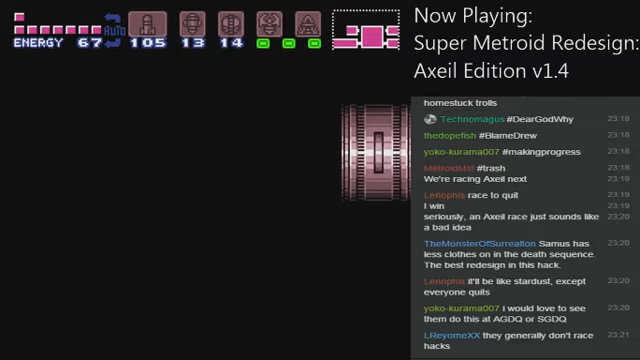 AUTO
ENERGY 67 105 13 14 0 0 0
Now Playing:
Super Metroid Redesign:
Axeil Edition v1.4
homestuck trolls
Technomagus #DearGodWhy 23:18
thedopefish #BlameDrew 23:18
yoko-kurama007 #makingprogress 23:18
MetroidMst #trash 23:18
We're racing Axeil next 23:19
Lenophis race to quit 23:19
I win 23:19
seriously, an Axeil race just sounds like 23:20
a bad idea
TheMonsterOfSurrealton Samus has 23:20
less clothes on in the death sequence.
The best redesign in this hack.
Lenophis it'll be like stardust, except 23:20
everyone quits
yoko-kurama007 i would love to see 23:20
them do this at AGDQ or SGDQ
LReyomeXX they generally don't race 23:21
hacks